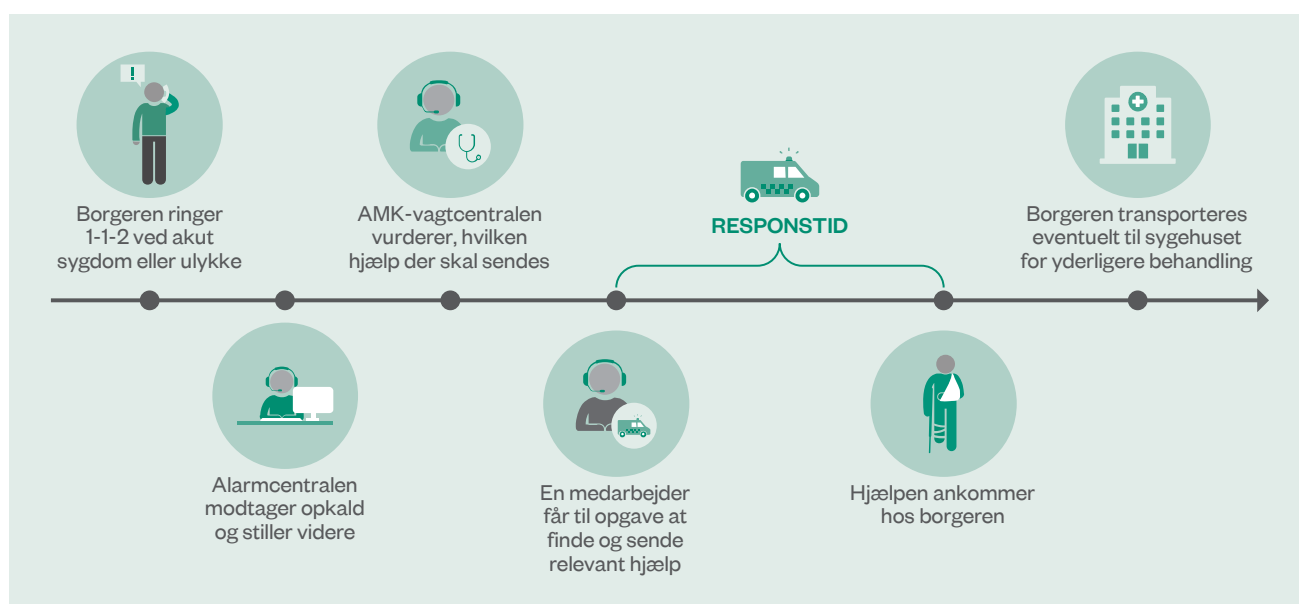 Borgeren ringer
1-1-2 ved akut
sygdom eller ulykke
Alarmcentralen
modtager opkald
og stiller videre
AMK-vagtcentralen
vurderer, hvilken
hjælp der skal sendes
En medarbejder
får til opgave at
finde og sende
relevant hjælp
RESPONSTID
Hjælpen ankommer
hos borgeren
Borgeren transporteres
eventuelt til sygehuset
for yderligere behandling